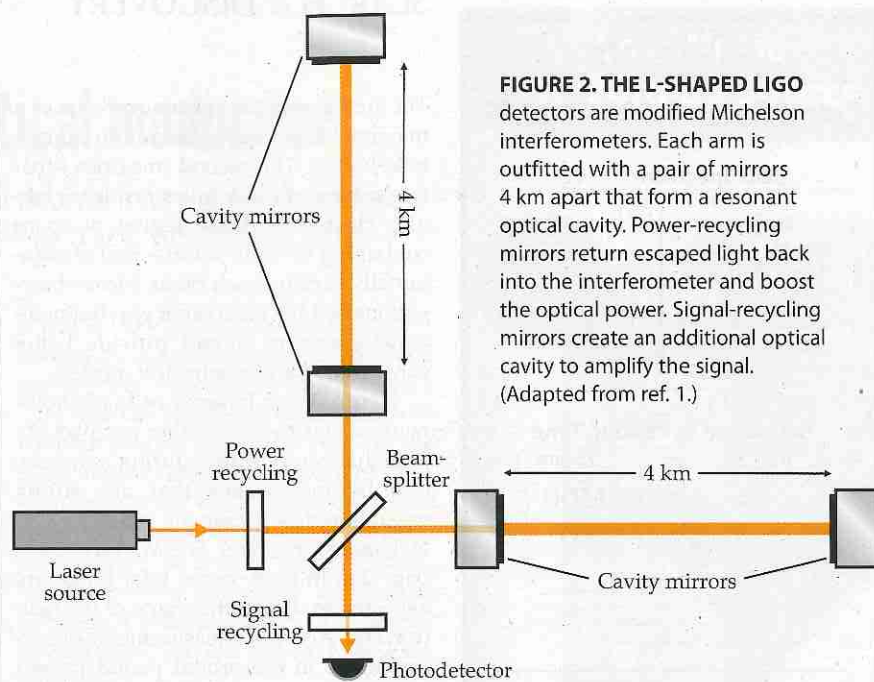 FIGURE 2. THE L-SHAPED LIGO
detectors are modified Michelson
interferometers. Each arm is
outfitted with a pair of mirrors
4 km apart that form a resonant
optical cavity. Power-recycling
mirrors return escaped light back
into the interferometer and boost
the optical power. Signal-recycling
mirrors create an additional optical
cavity to amplify the signal.
(Adapted from ref. 1.)
4 km
Cavity mirrors
Power
recycling
Beam-
splitter
4 km
Laser
source
Cavity mirrors
Signal
recycling
Photodetector